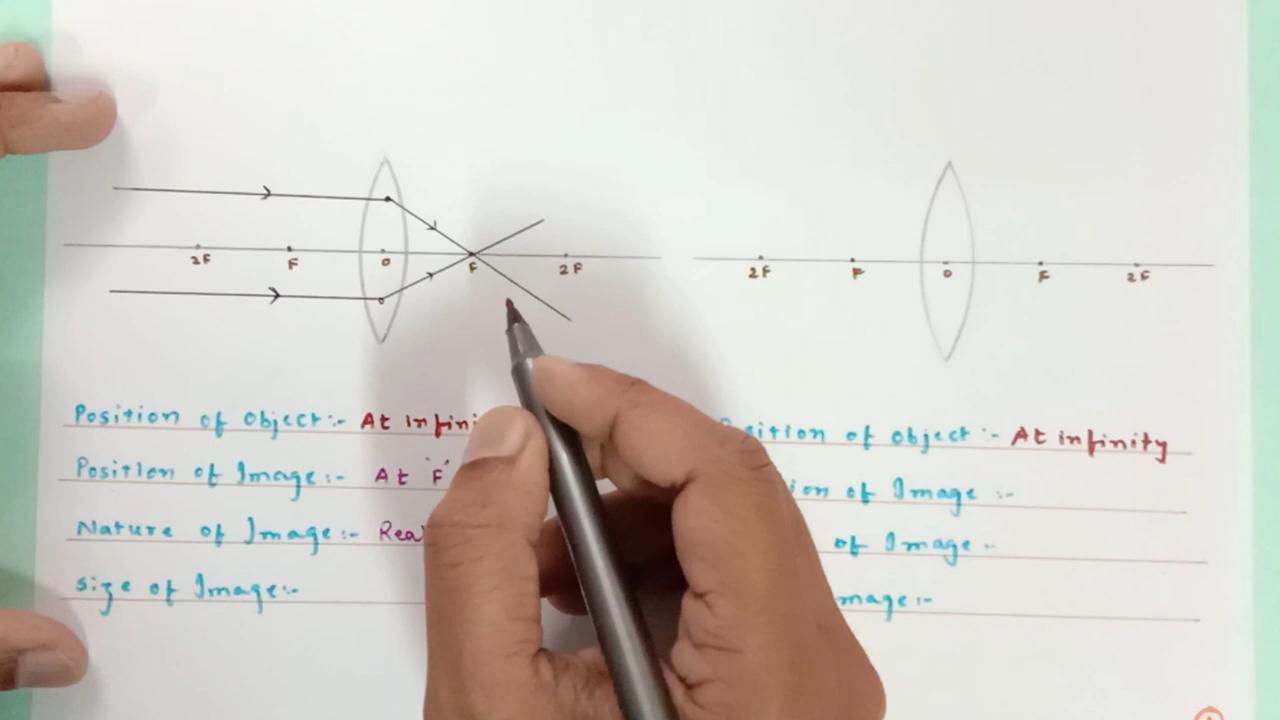 2F F O F 2F
2F F O F 2F
Position of Object:- At infini
Position of Image:- At 'F'
Nature of Image:- Rea
Size of Image:-
sition of object:- At infinity
ion of Image :-
of Image -
mage:-